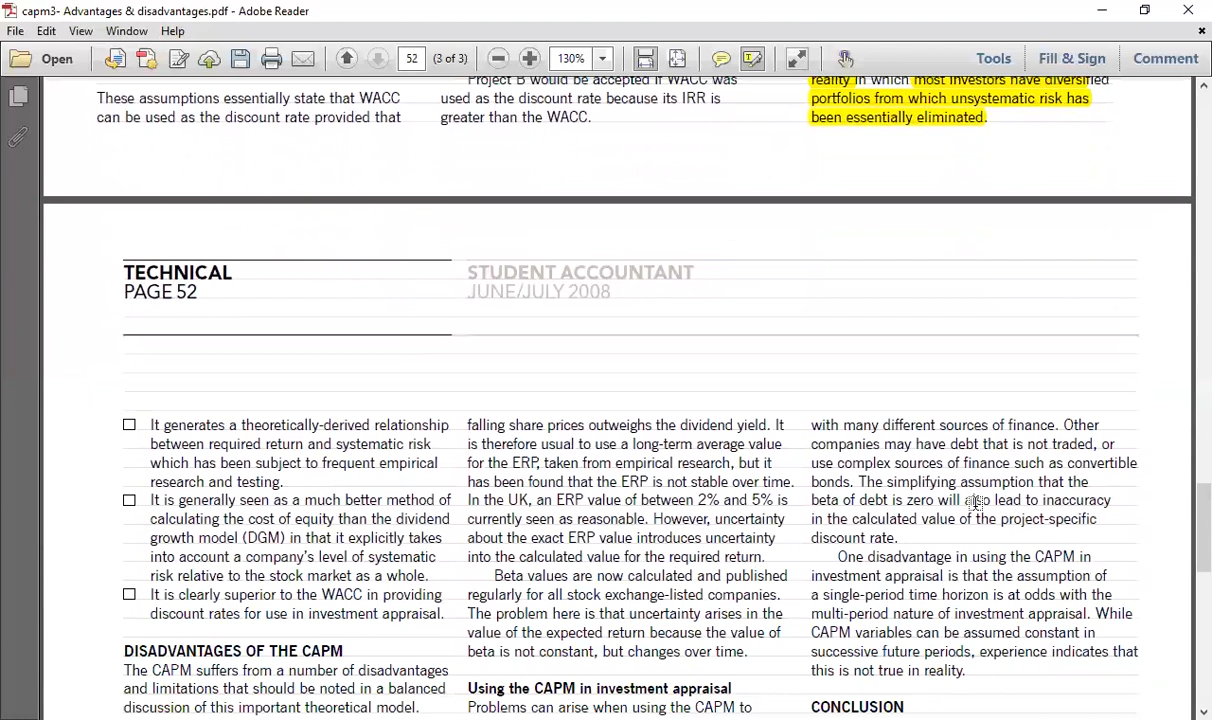 capm3- Advantages & disadvantages.pdf - Adobe Reader
File Edit View Window Help
Open 52 (3 of 3) 130% Tools Fill & Sign Comment
These assumptions essentially state that WACC
can be used as the discount rate provided that
Project B would be accepted if WACC was
used as the discount rate because its IRR is
greater than the WACC.
reality in which most investors have diversified
portfolios from which unsystematic risk has
been essentially eliminated.
TECHNICAL
PAGE 52
STUDENT ACCOUNTANT
JUNE/JULY 2008
It generates a theoretically-derived relationship
between required return and systematic risk
which has been subject to frequent empirical
research and testing.
It is generally seen as a much better method of
calculating the cost of equity than the dividend
growth model (DGM) in that it explicitly takes
into account a company's level of systematic
risk relative to the stock market as a whole.
It is clearly superior to the WACC in providing
discount rates for use in investment appraisal.
DISADVANTAGES OF THE CAPM
The CAPM suffers from a number of disadvantages
and limitations that should be noted in a balanced
discussion of this important theoretical model.
falling share prices outweighs the dividend yield. It
is therefore usual to use a long-term average value
for the ERP, taken from empirical research, but it
has been found that the ERP is not stable over time.
In the UK, an ERP value of between 2% and 5% is
currently seen as reasonable. However, uncertainty
about the exact ERP value introduces uncertainty
into the calculated value for the required return.
Beta values are now calculated and published
regularly for all stock exchange-listed companies.
The problem here is that uncertainty arises in the
value of the expected return because the value of
beta is not constant, but changes over time.
Using the CAPM in investment appraisal
Problems can arise when using the CAPM to
with many different sources of finance. Other
companies may have debt that is not traded, or
use complex sources of finance such as convertible
bonds. The simplifying assumption that the
beta of debt is zero will also lead to inaccuracy
in the calculated value of the project-specific
discount rate.
One disadvantage in using the CAPM in
investment appraisal is that the assumption of
a single-period time horizon is at odds with the
multi-period nature of investment appraisal. While
CAPM variables can be assumed constant in
successive future periods, experience indicates that
this is not true in reality.
CONCLUSION